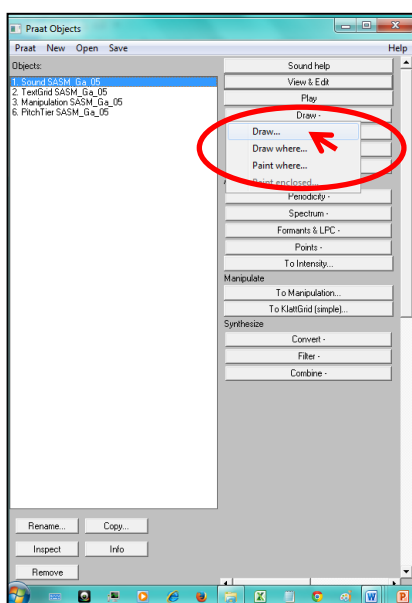 Praat Objects
Praat New Open Save Help
Objects:
1. Sound SASM_Ga_05
2. TextGrid SASM_Ga_05
3. Manipulation SASM_Ga_05
6. PitchTier SASM_Ga_05
Sound help
View & Edit
Play
Draw -
Draw...
Draw where...
Paint where...
Paint enclosed...
Periodicity -
Spectrum -
Formants & LPC -
Points -
To Intensity...
Manipulate
To Manipulation...
To KlattGrid (simple)...
Synthesize
Convert -
Filter -
Combine -
Rename... Copy...
Inspect Info
Remove